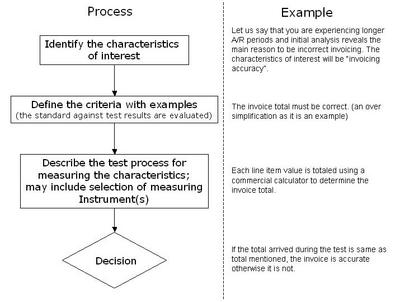 Process
Example
Identify the characteristics
of interest
Let us say that you are experiencing longer
A/R periods and initial analysis reveals the
main reason to be incorrect invoicing. The
characteristics of interest will be "invoicing
accuracy".
Define the criteria with examples
(the standard against test results are evaluated)
The invoice total must be correct. (an over
simplification as it is an example)
Describe the test process for
measuring the characteristics;
may include selection of measuring
Instrument(s)
Each line item value is totaled using a
commercial calculator to determine the
invoice total.
Decision
If the total arrived during the test is same as
total mentioned, the invoice is accurate
otherwise it is not.